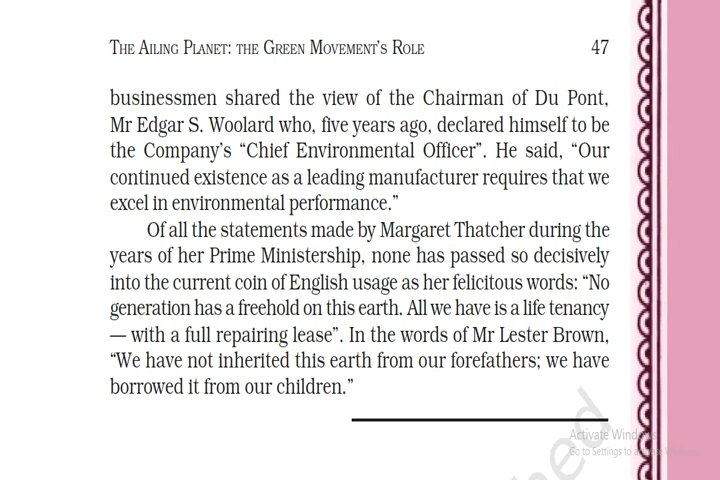 THE AILING PLANET: THE GREEN MOVEMENT'S ROLE 47
businessmen shared the view of the Chairman of Du Pont,
Mr Edgar S. Woolard who, five years ago, declared himself to be
the Company's “Chief Environmental Officer”. He said, “Our
continued existence as a leading manufacturer requires that we
excel in environmental performance.”
Of all the statements made by Margaret Thatcher during the
years of her Prime Ministership, none has passed so decisively
into the current coin of English usage as her felicitous words: “No
generation has a freehold on this earth. All we have is a life tenancy
— with a full repairing lease”. In the words of Mr Lester Brown,
“We have not inherited this earth from our forefathers; we have
borrowed it from our children.”
Activate Windows
Go to Settings to activate Windows.